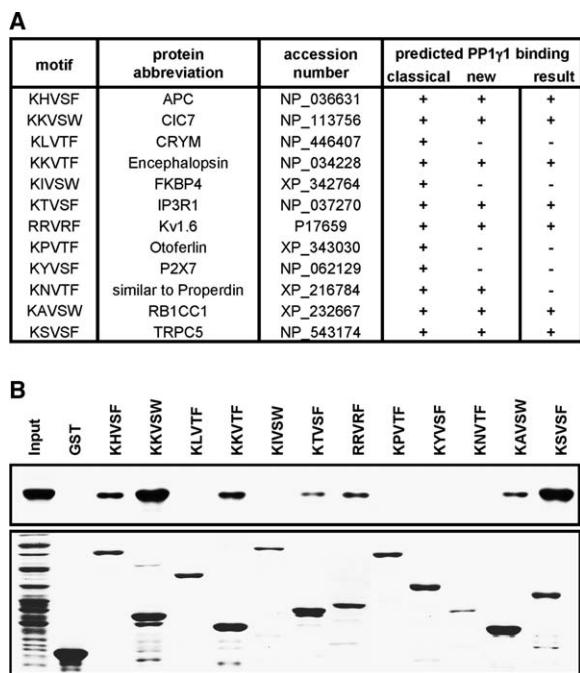 A
motif protein abbreviation accession number predicted PP1γ1 binding
classical new result
KHVSF APC NP_036631 + + +
KKVSW ClC7 NP_113756 + + +
KLVTF CRYM NP_446407 + - -
KKVTF Encephalopsin NP_034228 + + +
KIVSW FKBP4 XP_342764 + - -
KTVSF IP3R1 NP_037270 + + +
RRVRF Kv1.6 P17659 + + +
KPVTF Otoferlin XP_343030 + - -
KYVSF P2X7 NP_062129 + - -
KNVTF similar to Properdin XP_216784 + + -
KAVSW RB1CC1 XP_232667 + + +
KSVSF TRPC5 NP_543174 + + +
B
Input GST KHVSF KKVSW KLVTF KKVTF KIVSW KTVSF RRVRF KPVTF KYVSF KNVTF KAVSW KSVSF